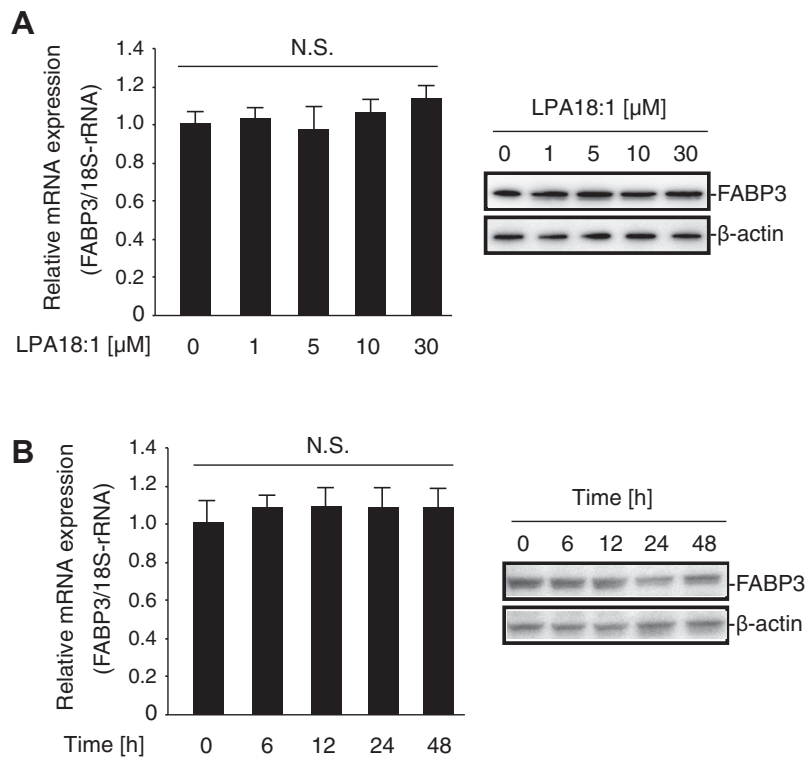 A
Relative mRNA expression
(FABP3/18S-rRNA)
1.4
1.2
1.0
0.8
0.6
0.4
0.2
0
N.S.
LPA18:1 [µM]
0 1 5 10 30
LPA18:1 [µM]
0 1 5 10 30
FABP3
β-actin
B
Relative mRNA expression
(FABP3/18S-rRNA)
1.4
1.2
1.0
0.8
0.6
0.4
0.2
0
N.S.
Time [h]
0 6 12 24 48
Time [h]
0 6 12 24 48
FABP3
β-actin